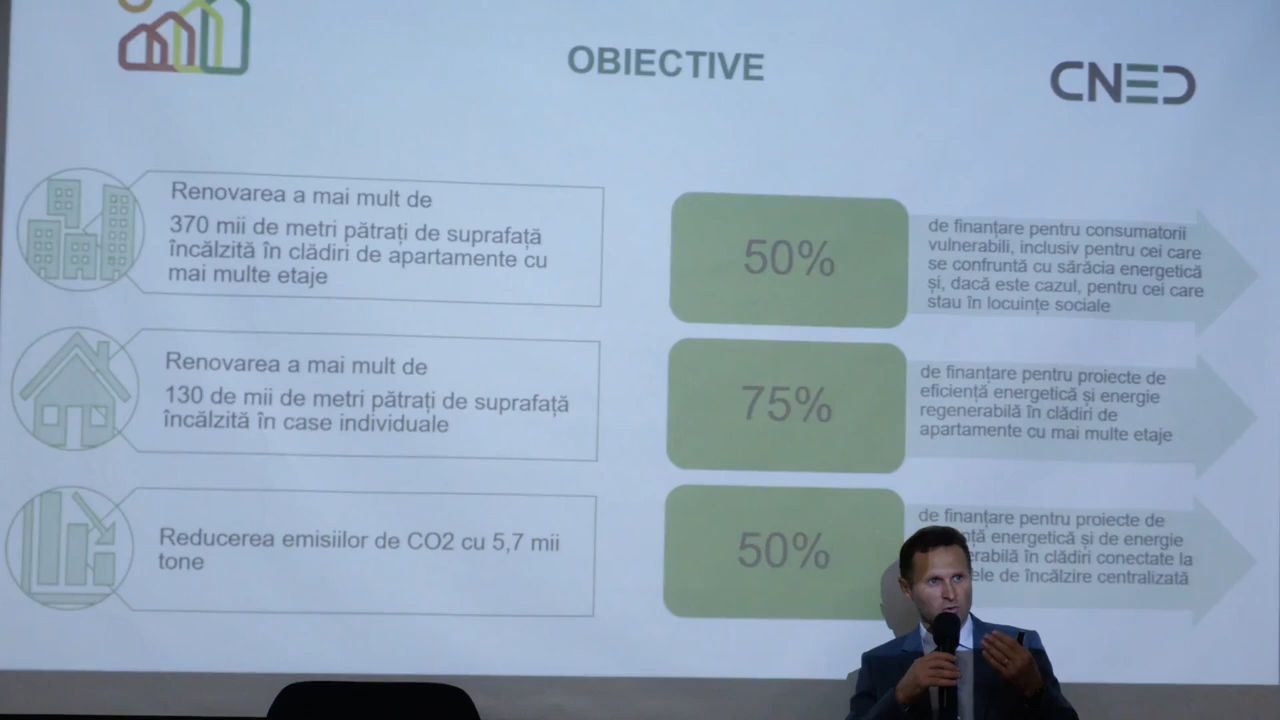 OBIECTIVE
CNED
Renovarea a mai mult de
370 mii de metri pătrați de suprafață
încălzită în clădiri de apartamente cu
mai multe etaje
50%
de finanțare pentru consumatorii
vulnerabili, inclusiv pentru cei care
se confruntă cu sărăcia energetică
și, dacă este cazul, pentru cei care
stau în locuințe sociale
Renovarea a mai mult de
130 de mii de metri pătrați de suprafață
încălzită în case individuale
75%
de finanțare pentru proiecte de
eficiență energetică și energie
regenerabilă în clădiri de
apartamente cu mai multe etaje
Reducerea emisiilor de CO2 cu 5,7 mii
tone
50%
de finanțare pentru proiecte de
energetică și de energie
în clădiri conectate la
de încălzire centralizată